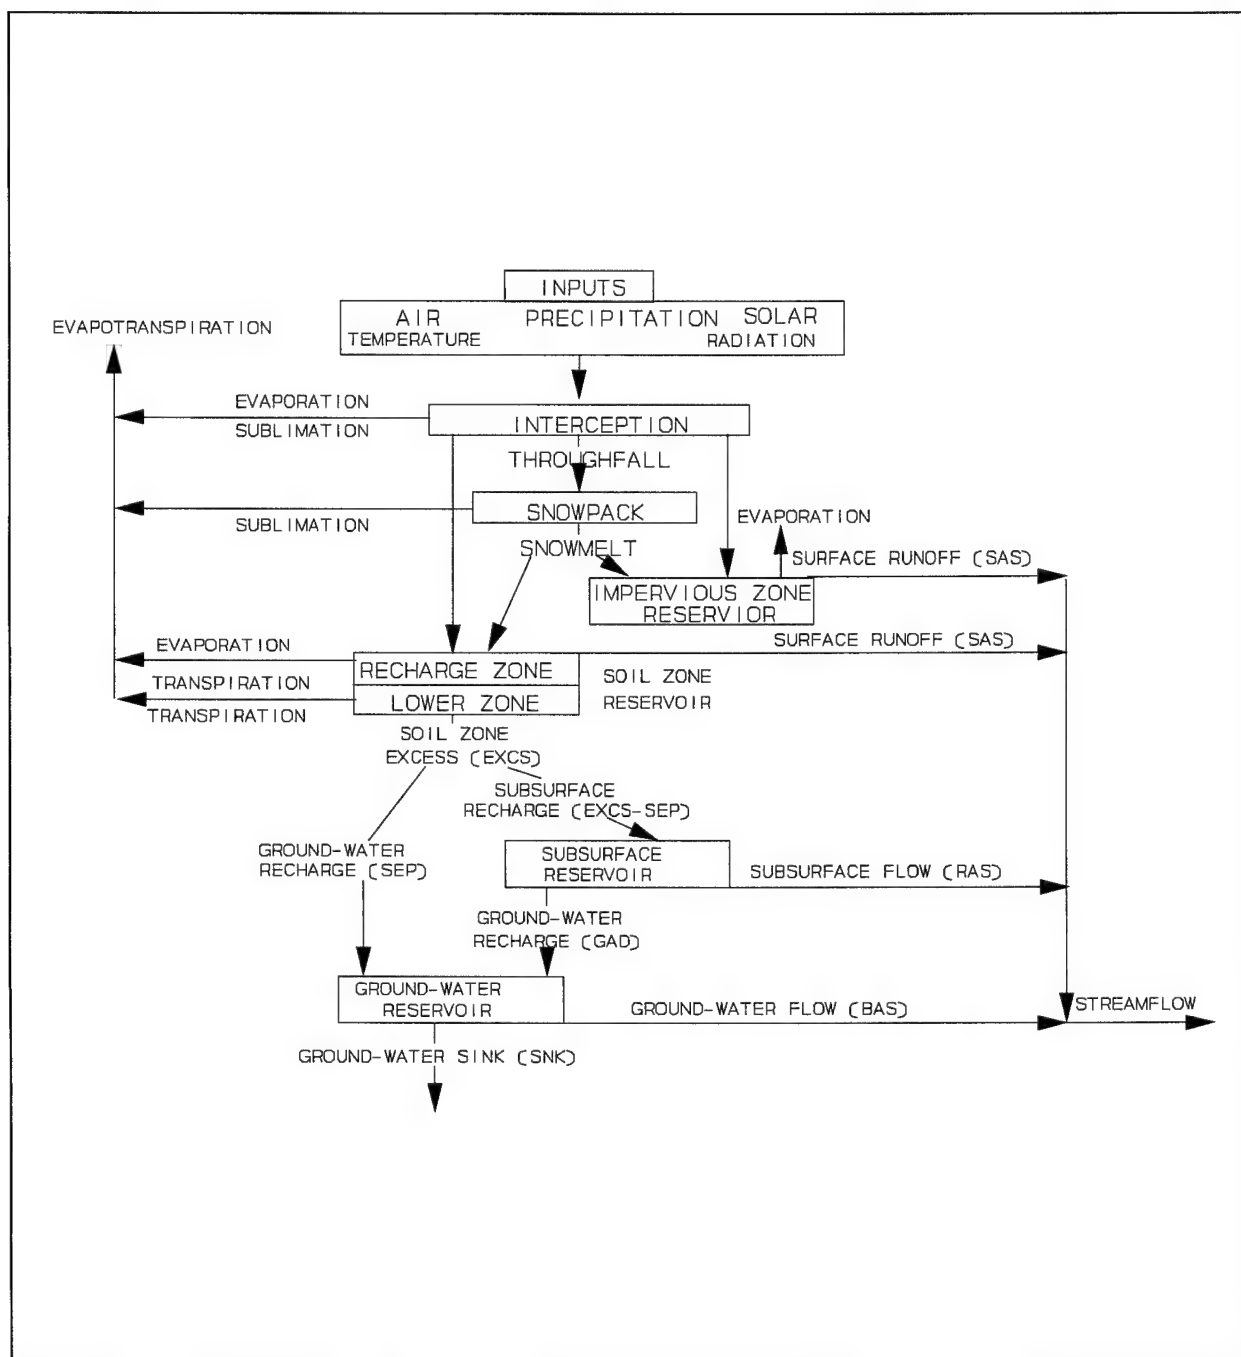 INPUTS
AIR PRECIPITATION SOLAR
TEMPERATURE RADIATION
EVAPOTRANSPIRATION
EVAPORATION
SUBLIMATION
INTERCEPTION
THROUGHFALL
SNOWPACK
SUBLIMATION
EVAPORATION
SNOWMELT
SURFACE RUNOFF (SAS)
IMPERVIOUS ZONE
RESERVIOR
EVAPORATION
SURFACE RUNOFF (SAS)
RECHARGE ZONE
SOIL ZONE
RESERVOIR
TRANSPIRATION
LOWER ZONE
TRANSPIRATION
SOIL ZONE
EXCESS (EXCS)
SUBSURFACE
RECHARGE (EXCS-SEP)
GROUND-WATER
RECHARGE (SEP)
SUBSURFACE
RESERVOIR
SUBSURFACE FLOW (RAS)
GROUND-WATER
RECHARGE (GAD)
GROUND-WATER
RESERVOIR
GROUND-WATER FLOW (BAS)
STREAMFLOW
GROUND-WATER SINK (SNK)